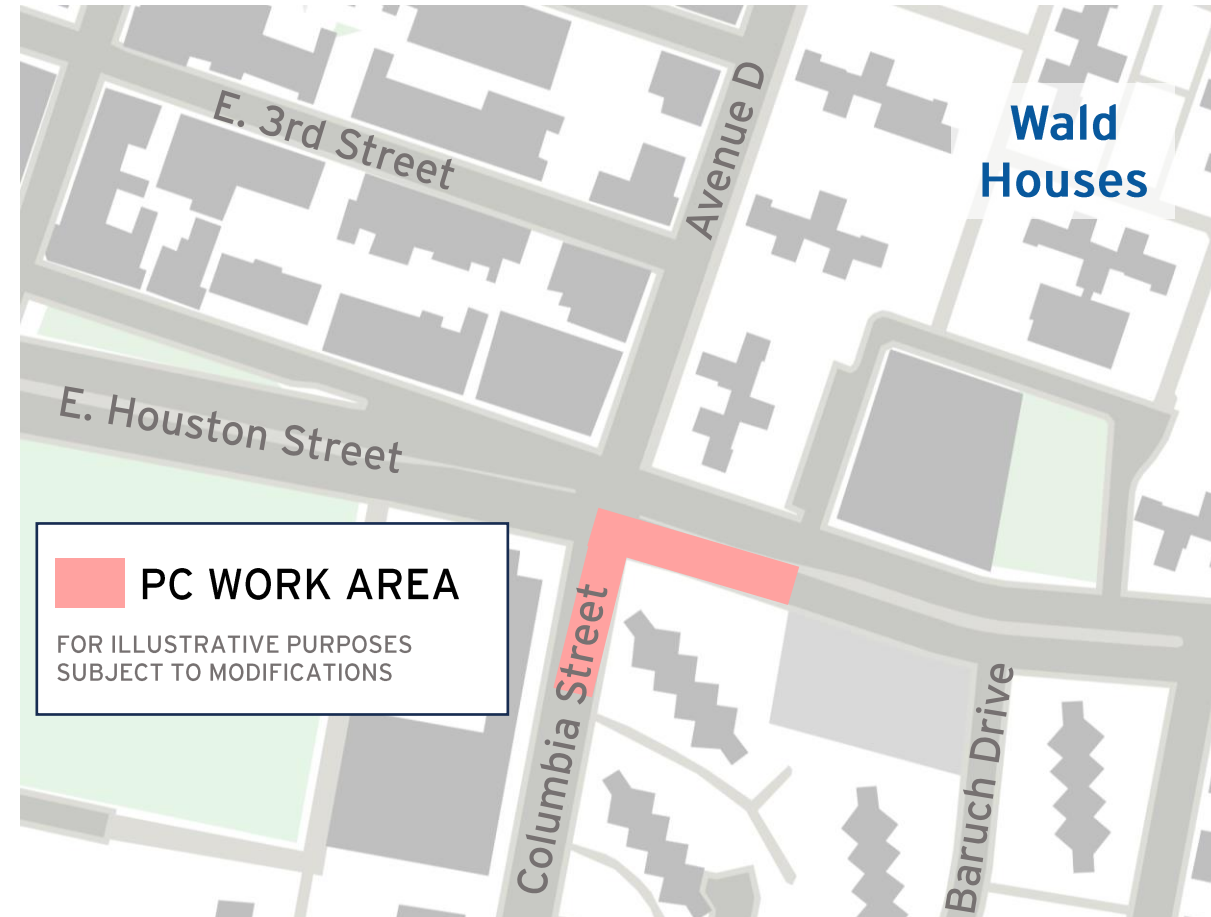 Avenue D
Wald
Houses
E. 3rd Street
E. Houston Street
PC WORK AREA
FOR ILLUSTRATIVE PURPOSES
SUBJECT TO MODIFICATIONS
Columbia Street
Baruch Drive